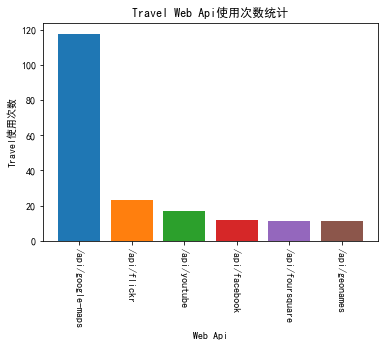 Travel Web Api使用次数统计
Travel使用次数
120
100
80
60
40
20
0
/api/google-maps
/api/flickr
/api/youtube
/api/facebook
/api/foursquare
/api/geonames
Web Api